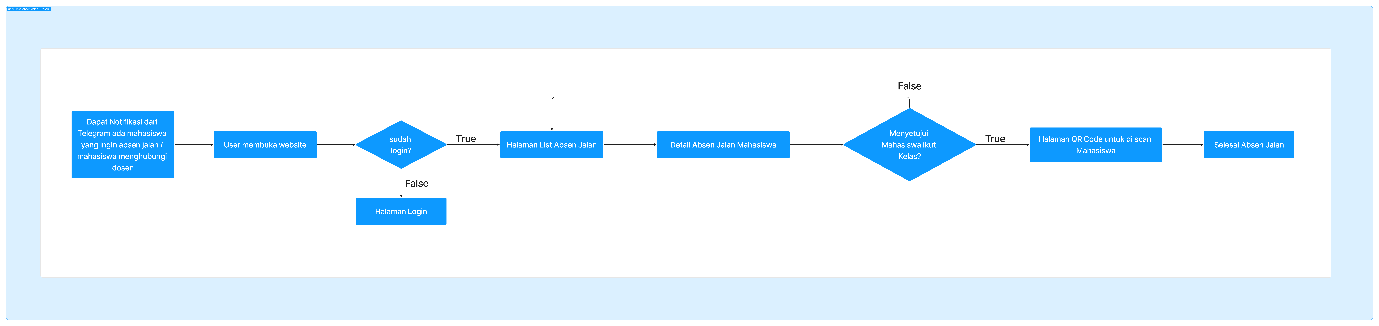 Dapat Notifikasi dari
Telegram ada mahasiswa
yang ingin absen jalan /
mahasiswa menghubungi
dosen
User membuka website
sudah
login?
True
False
Halaman Login
Halaman List Absen Jalan
Detail Absen Jalan Mahasiswa
False
Menyetujui
Mahasiswa Ikut
Kelas?
True
Halaman QR Code untuk di scan
Mahasiswa
Selesai Absen Jalan